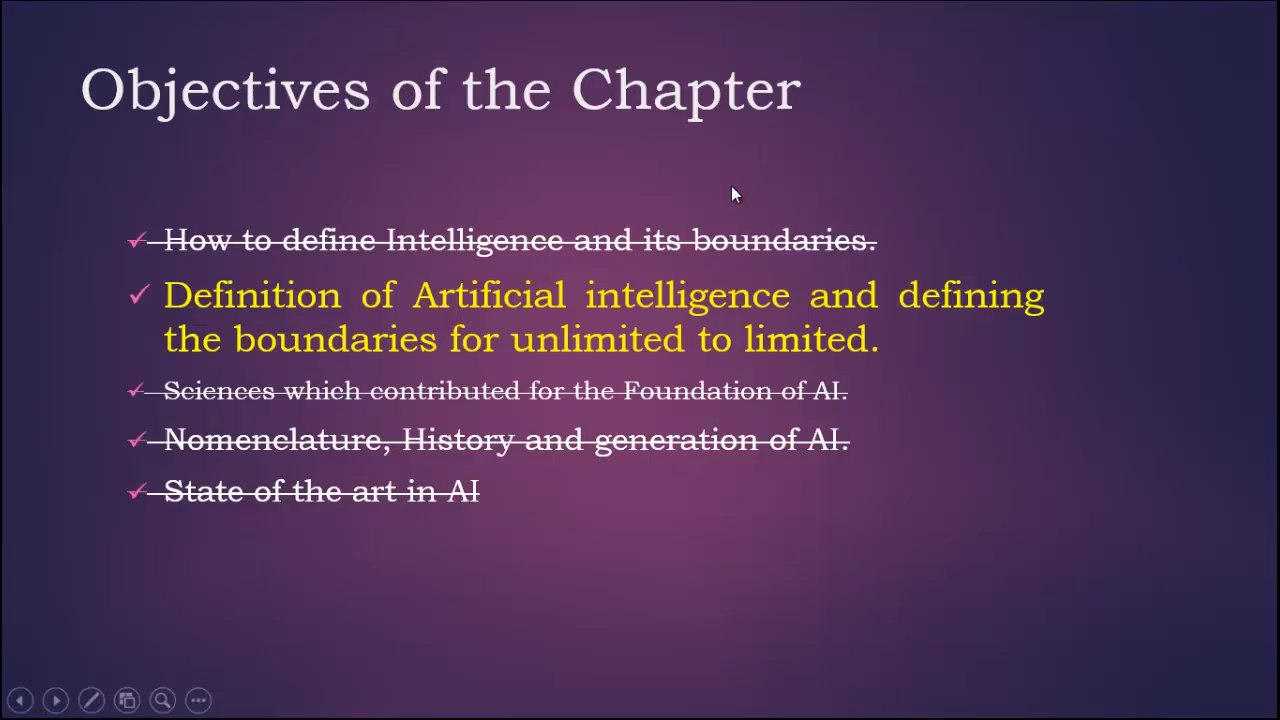 Objectives of the Chapter
How to define Intelligence and its boundaries.
Definition of Artificial intelligence and defining
the boundaries for unlimited to limited.
Sciences which contributed for the Foundation of AI.
Nomenclature, History and generation of AI.
State of the art in AI